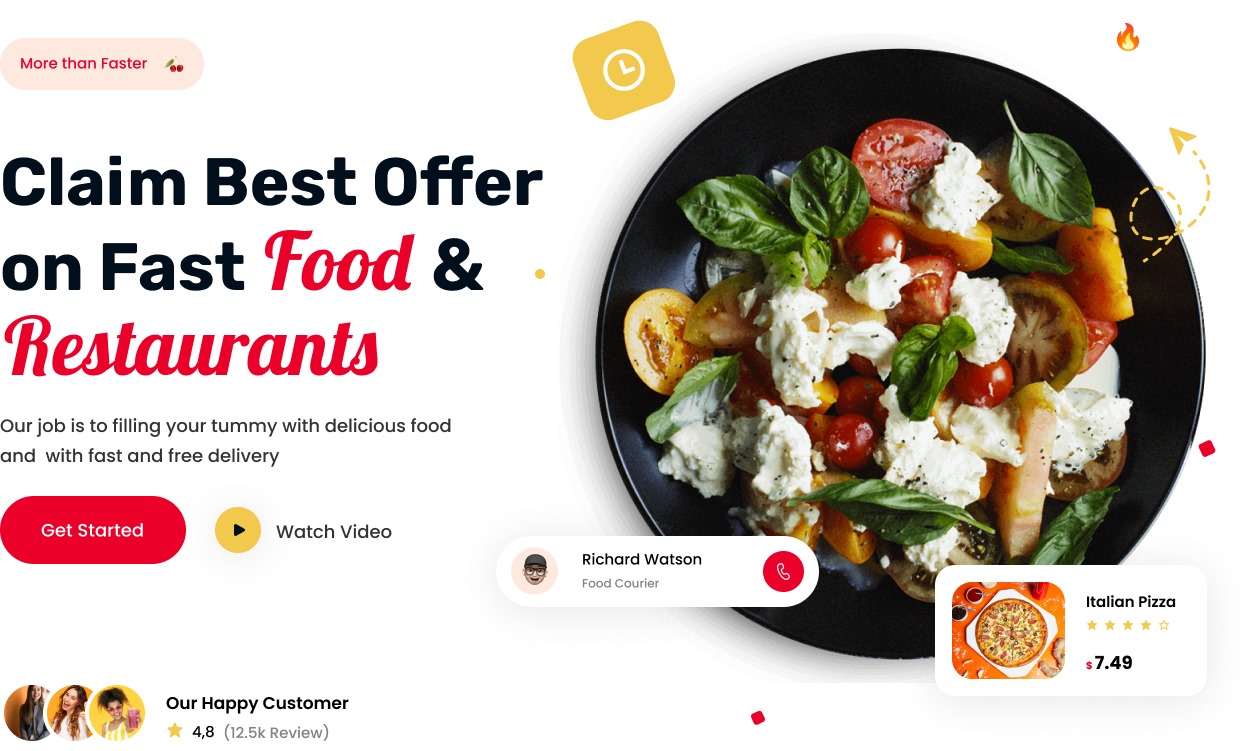 More than Faster
Claim Best Offer
on Fast Food &
Restaurants
Our job is to filling your tummy with delicious food
and  with fast and free delivery
Get Started
Watch Video
Richard Watson
Food Courier
Italian Pizza
$7.49
Our Happy Customer
4,8 (12.5k Review)